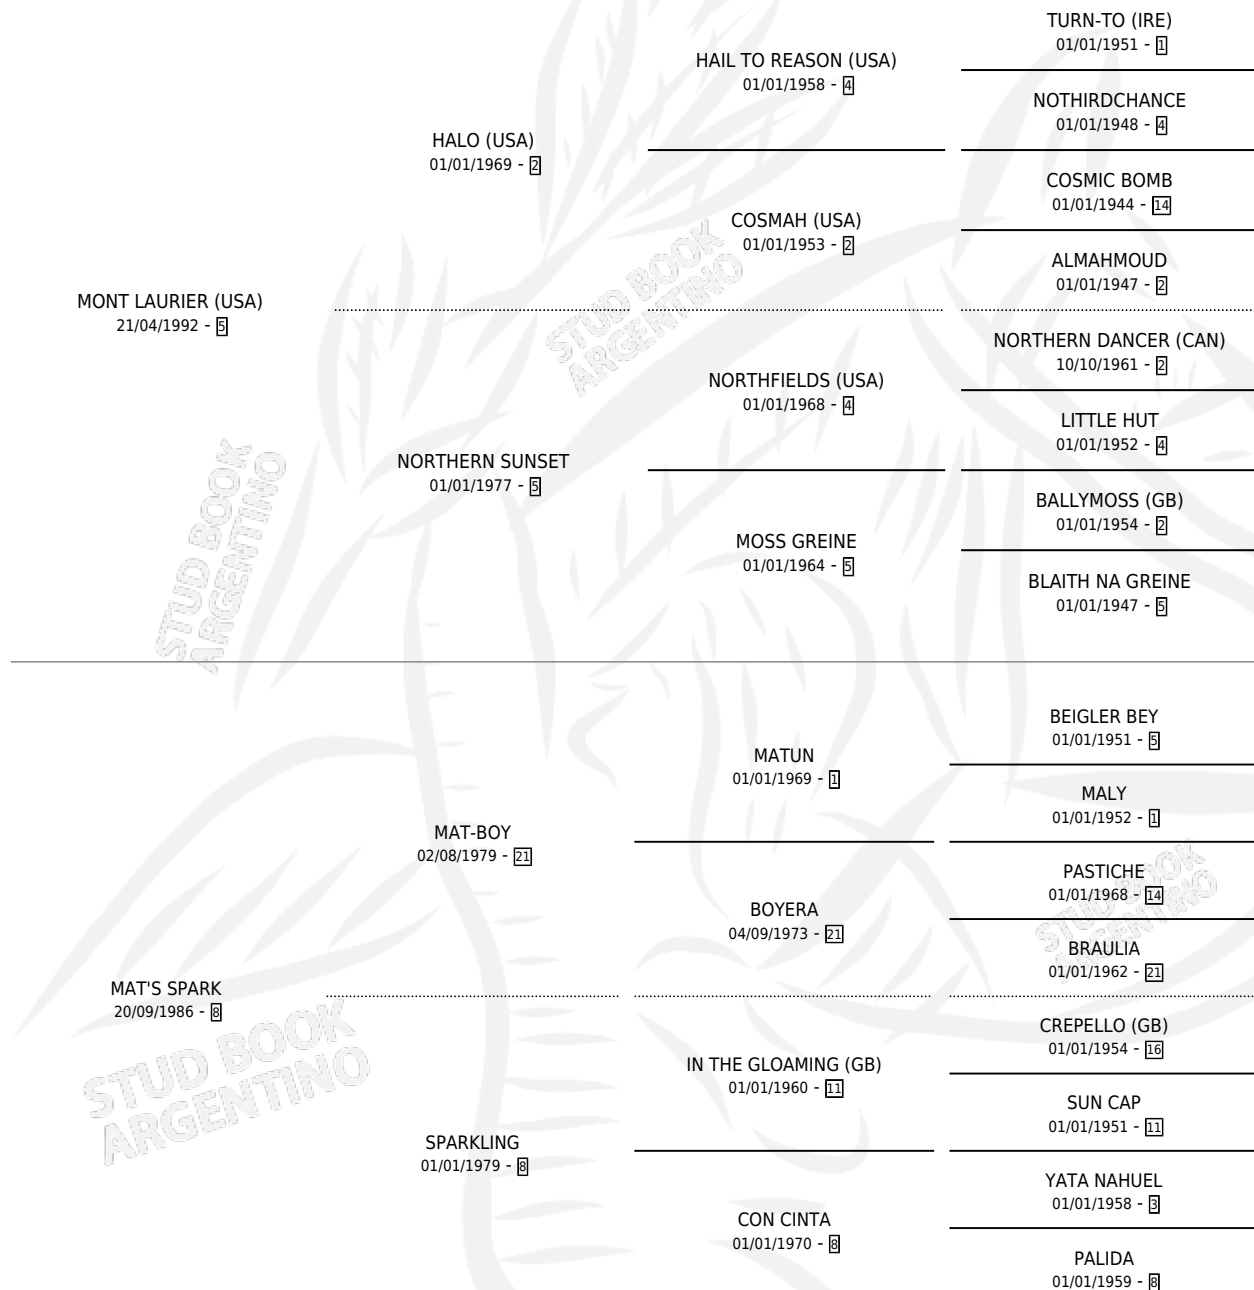 TURN-TO (IRE)
01/01/1951 - 1
HAIL TO REASON (USA)
01/01/1958 - 4
NOTHIRDCHANCE
01/01/1948 - 4
HALO (USA)
01/01/1969 - 2
COSMIC BOMB
01/01/1944 - 14
COSMAH (USA)
01/01/1953 - 2
ALMAHMOUD
01/01/1947 - 2
MONT LAURIER (USA)
21/04/1992 - 5
NORTHERN DANCER (CAN)
10/10/1961 - 2
NORTHFIELDS (USA)
01/01/1968 - 4
LITTLE HUT
01/01/1952 - 4
NORTHERN SUNSET
01/01/1977 - 5
BALLYMOSS (GB)
01/01/1954 - 2
MOSS GREINE
01/01/1964 - 5
BLAITH NA GREINE
01/01/1947 - 5
BEIGLER BEY
01/01/1951 - 5
MATUN
01/01/1969 - 1
MALY
01/01/1952 - 1
MAT-BOY
02/08/1979 - 21
PASTICHE
01/01/1968 - 14
BOYERA
04/09/1973 - 21
BRAULIA
01/01/1962 - 21
MAT'S SPARK
20/09/1986 - 8
CREPELLO (GB)
01/01/1954 - 16
IN THE GLOAMING (GB)
01/01/1960 - 11
SUN CAP
01/01/1951 - 11
SPARKLING
01/01/1979 - 8
YATA NAHUEL
01/01/1958 - 3
CON CINTA
01/01/1970 - 8
PALIDA
01/01/1959 - 8
STUD BOOK
ARGENTINO
STUD BOOK
ARGENTINO
STUD BOOK
ARGENTINO
STUD BOOK
ARGENTINO